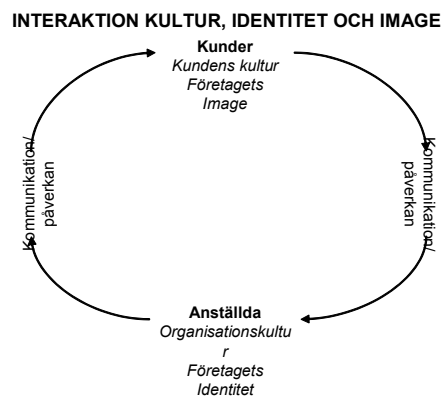 INTERAKTION KULTUR, IDENTITET OCH IMAGE
Kunder
Kundens kultur
Företagets
Image
Kommunikation/
påverkan
Kommunikation/
påverkan
Anställda
Organisationskultu
r
Företagets
Identitet